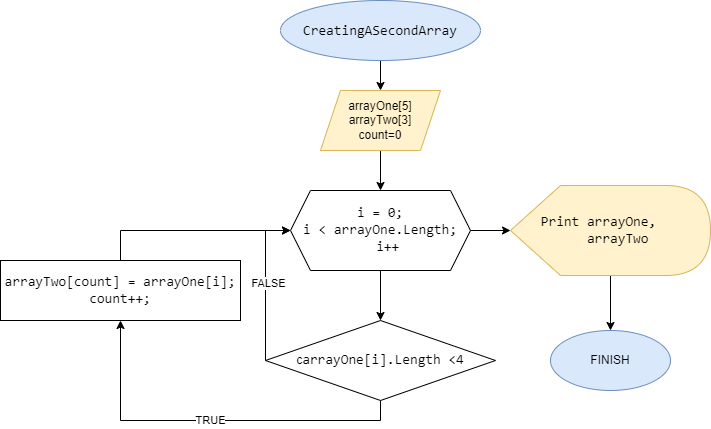 CreatingASecondArray
arrayOne[5]
arrayTwo[3]
count=0
i = 0;
i < arrayOne.Length;
i++
Print arrayOne,
arrayTwo
arrayTwo[count] = arrayOne[i];
count++;
FALSE
carrayOne[i].Length <4
FINISH
TRUE